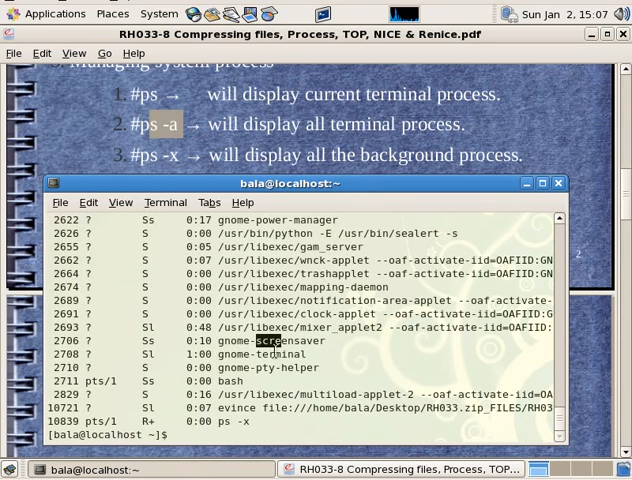 Applications Places System Sun Jan 2, 15:07
RH033-8 Compressing files, Process, TOP, NICE & Renice.pdf
File Edit View Go Help
Managing system process
1. #ps → will display current terminal process.
2. #ps -a → will display all terminal process.
3. #ps -x → will display all the background process.
2
bala@localhost:~
File Edit View Terminal Tabs Help
2622 ? Ss 0:17 gnome-power-manager
2626 ? S 0:00 /usr/bin/python -E /usr/bin/sealert -s
2655 ? S 0:05 /usr/libexec/gam_server
2662 ? S 0:07 /usr/libexec/wnck-applet --oaf-activate-iid=OAFIID:GN
2664 ? S 0:00 /usr/libexec/trashapplet --oaf-activate-iid=OAFIID:GN
2674 ? S 0:00 /usr/libexec/mapping-daemon
2689 ? S 0:00 /usr/libexec/notification-area-applet --oaf-activate-
2691 ? S 0:00 /usr/libexec/clock-applet --oaf-activate-iid=OAFIID:G
2693 ? Sl 0:48 /usr/libexec/mixer_applet2 --oaf-activate-iid=OAFIID:
2706 ? Ss 0:10 gnome-screensaver
2708 ? Sl 1:00 gnome-terminal
2710 ? S 0:00 gnome-pty-helper
2711 pts/1 Ss 0:00 bash
2829 ? S 0:16 /usr/libexec/multiload-applet-2 --oaf-activate-iid=OA
10721 ? Sl 0:07 evince file:///home/bala/Desktop/RH033.zip_FILES/RH03
10839 pts/1 R+ 0:00 ps -x
[bala@localhost ~]$
bala@localhost:~ RH033-8 Compressing files, Process, TOP...